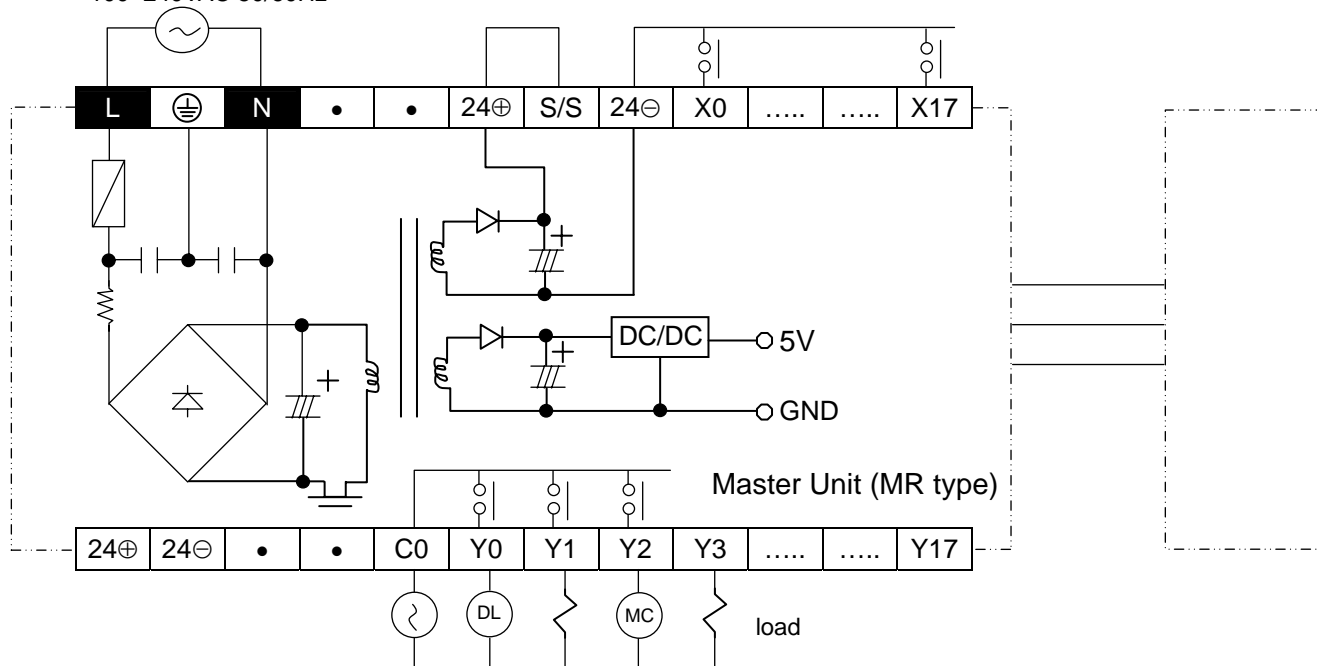 L N • • 24⊕ S/S 24⊖ X0 ..... ..... X17
+
+
DC/DC 5V
+
GND
Master Unit (MR type)
24⊕ 24⊖ • • C0 Y0 Y1 Y2 Y3 ..... ..... Y17
DL MC
load